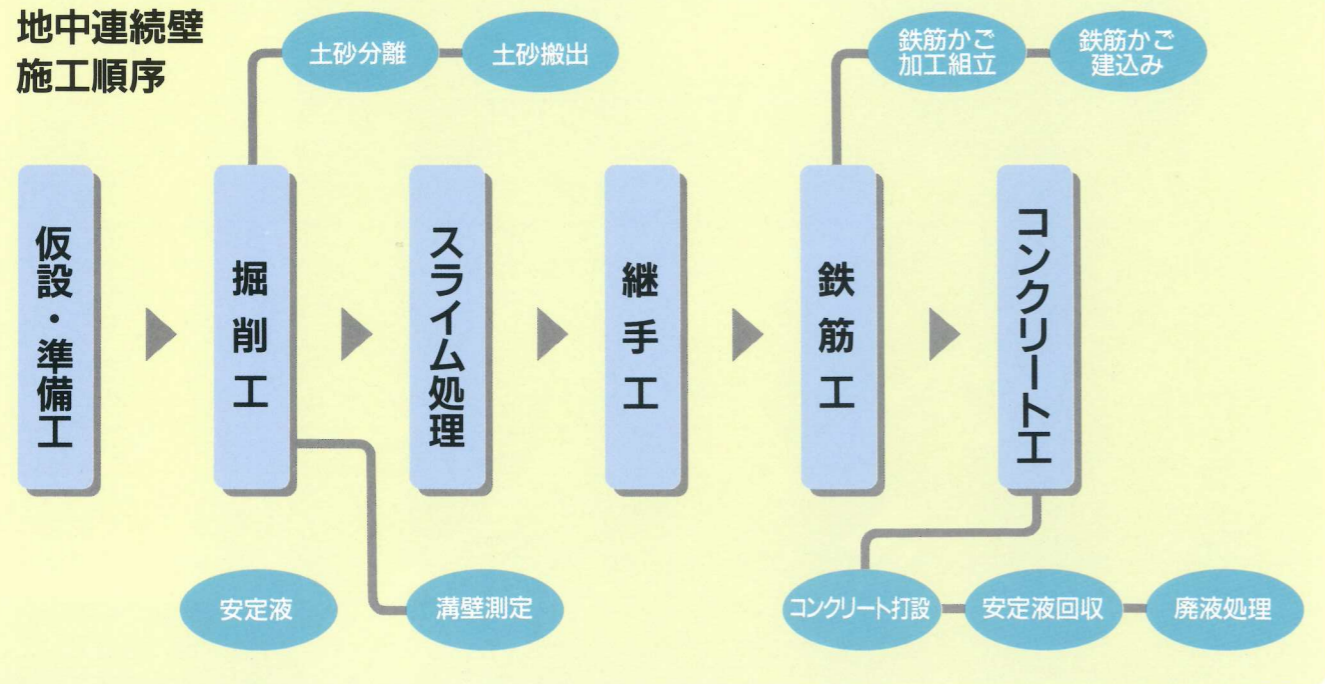 地中連続壁
施工順序
土砂分離
土砂搬出
鉄筋かご
加工組立
鉄筋かご
建込み
仮設・準備工
掘削工
スライム処理
継手工
鉄筋工
コンクリート工
安定液
溝壁測定
コンクリート打設
安定液回収
廃液処理